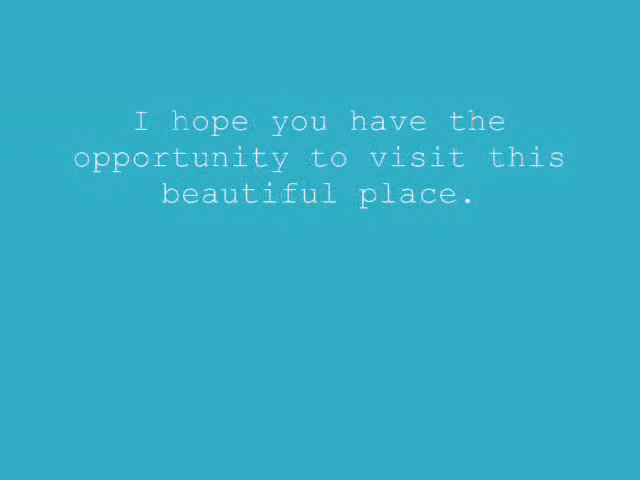 I hope you have the
opportunity to visit this
beautiful place.